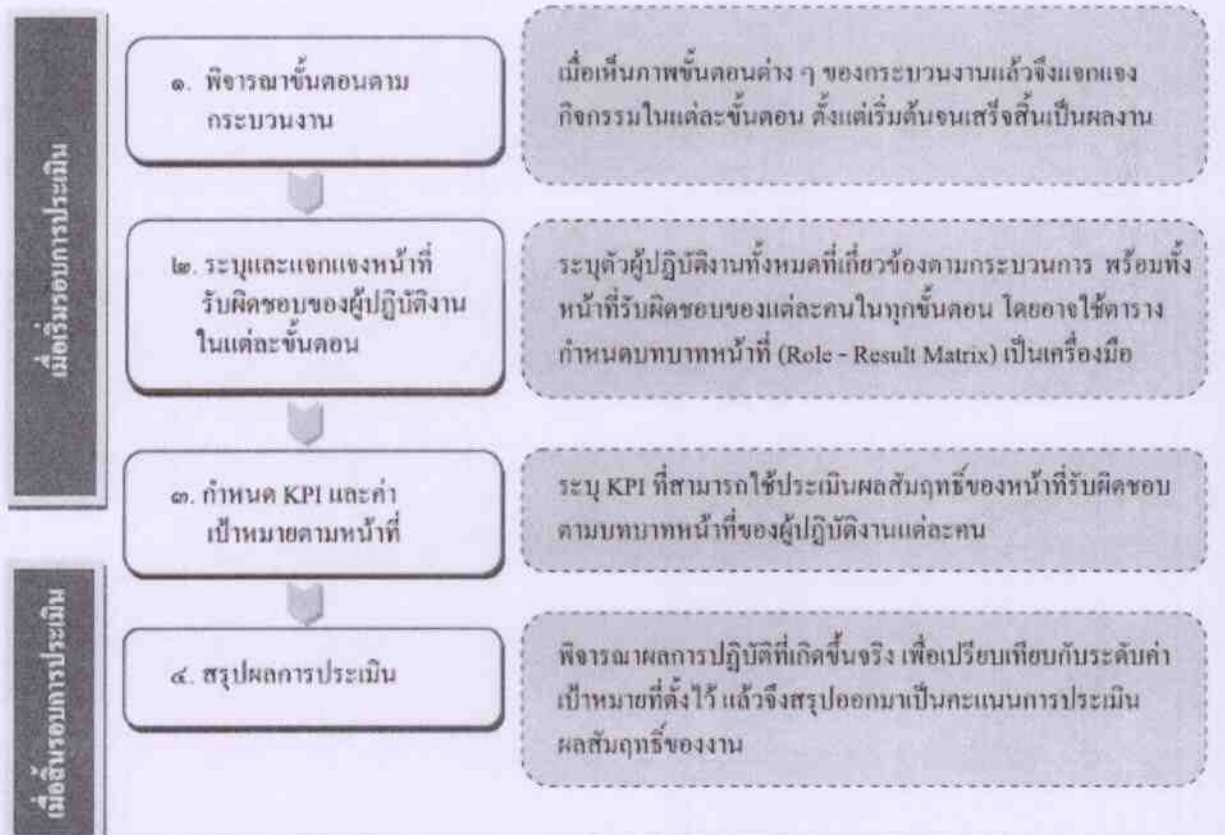 เมื่อเริ่มรอบการประเมิน
๑. พิจารณาขั้นตอนตาม
กระบวนงาน
เมื่อเห็นภาพขั้นตอนต่าง ๆ ของกระบวนงานแล้วจึงแจกแจง
กิจกรรมในแต่ละขั้นตอน ตั้งแต่เริ่มต้นจนเสร็จสิ้นเป็นผลงาน
๒. ระบุและแจกแจงหน้าที่
รับผิดชอบของผู้ปฏิบัติงาน
ในแต่ละขั้นตอน
ระบุตัวผู้ปฏิบัติงานทั้งหมดที่เกี่ยวข้องตามกระบวนการ พร้อมทั้ง
หน้าที่รับผิดชอบของแต่ละคนในทุกขั้นตอน โดยอาจใช้ตาราง
กำหนดบทบาทหน้าที่ (Role - Result Matrix) เป็นเครื่องมือ
๓. กำหนด KPI และค่า
เป้าหมายตามหน้าที่
ระบุ KPI ที่สามารถใช้ประเมินผลสัมฤทธิ์ของหน้าที่รับผิดชอบ
ตามบทบาทหน้าที่ของผู้ปฏิบัติงานแต่ละคน
เมื่อสิ้นรอบการประเมิน
๔. สรุปผลการประเมิน
พิจารณาผลการปฏิบัติที่เกิดขึ้นจริง เพื่อเปรียบเทียบกับระดับค่า
เป้าหมายที่ตั้งไว้ แล้วจึงสรุปออกมาเป็นคะแนนการประเมิน
ผลสัมฤทธิ์ของงาน